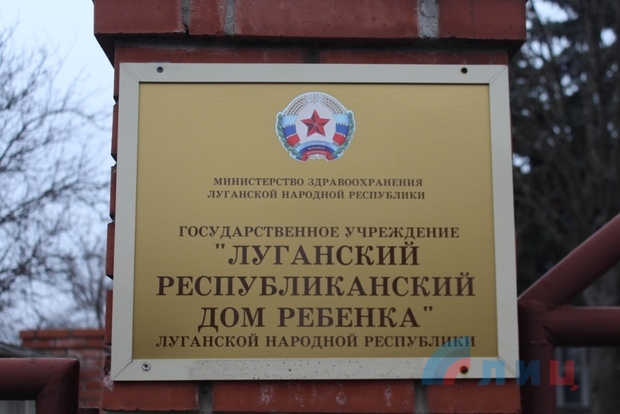 МИНИСТЕРСТВО ЗДРАВООХРАНЕНИЯ
ЛУГАНСКОЙ НАРОДНОЙ РЕСПУБЛИКИ
ГОСУДАРСТВЕННОЕ УЧРЕЖДЕНИЕ
"ЛУГАНСКИЙ
РЕСПУБЛИКАНСКИЙ
ДОМ РЕБЕНКА"
ЛУГАНСКОЙ НАРОДНОЙ РЕСПУБЛИКИ
ЛИЦ